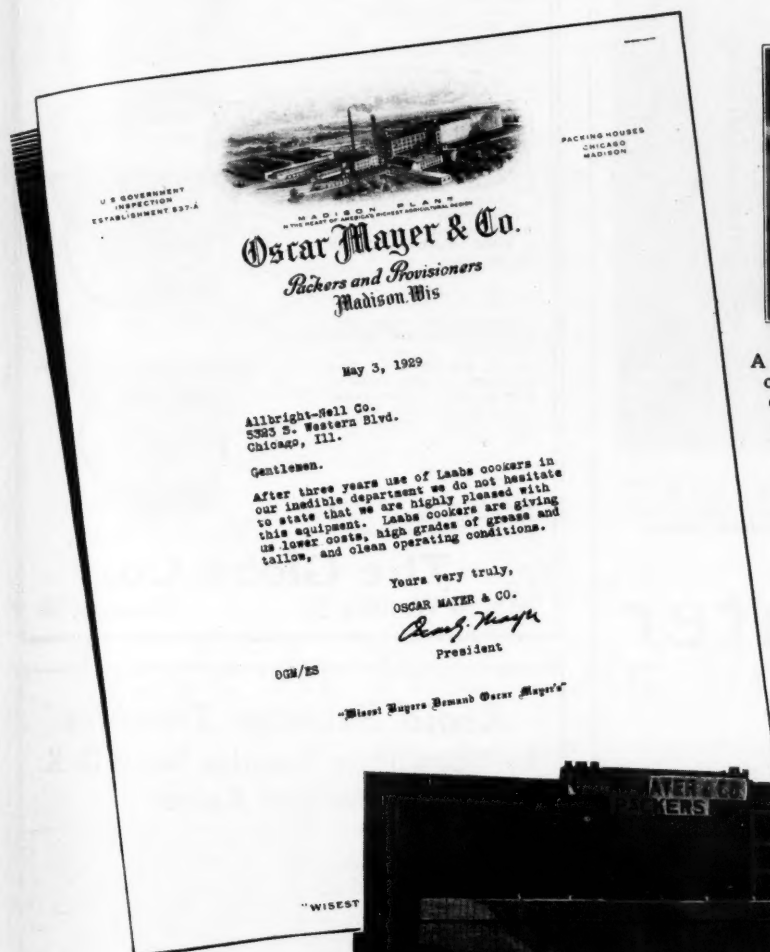 U S GOVERNMENT
INSPECTION
ESTABLISHMENT 537-A
PACKING HOUSES
CHICAGO
MADISON
MADISON PLANT
IN THE HEART OF AMERICA'S RICHEST AGRICULTURAL REGION
Oscar Mayer & Co.
Packers and Provisioners
Madison. Wis
May 3, 1929
Allbright-Nell Co.
5323 S. Western Blvd.
Chicago, Ill.
Gentlemen.
After three years use of Laabs cookers in
our inedible department we do not hesitate
to state that we are highly pleased with
this equipment. Laabs cookers are giving
us lower costs, high grades of grease and
tallow, and clean operating conditions.
Yours very truly,
OSCAR MAYER & CO.
Oscar G. Mayer
President
OGM/ES
"Wisest Buyers Demand Oscar Mayer's"
"WISEST
AYER & CO.
PACKERS
A